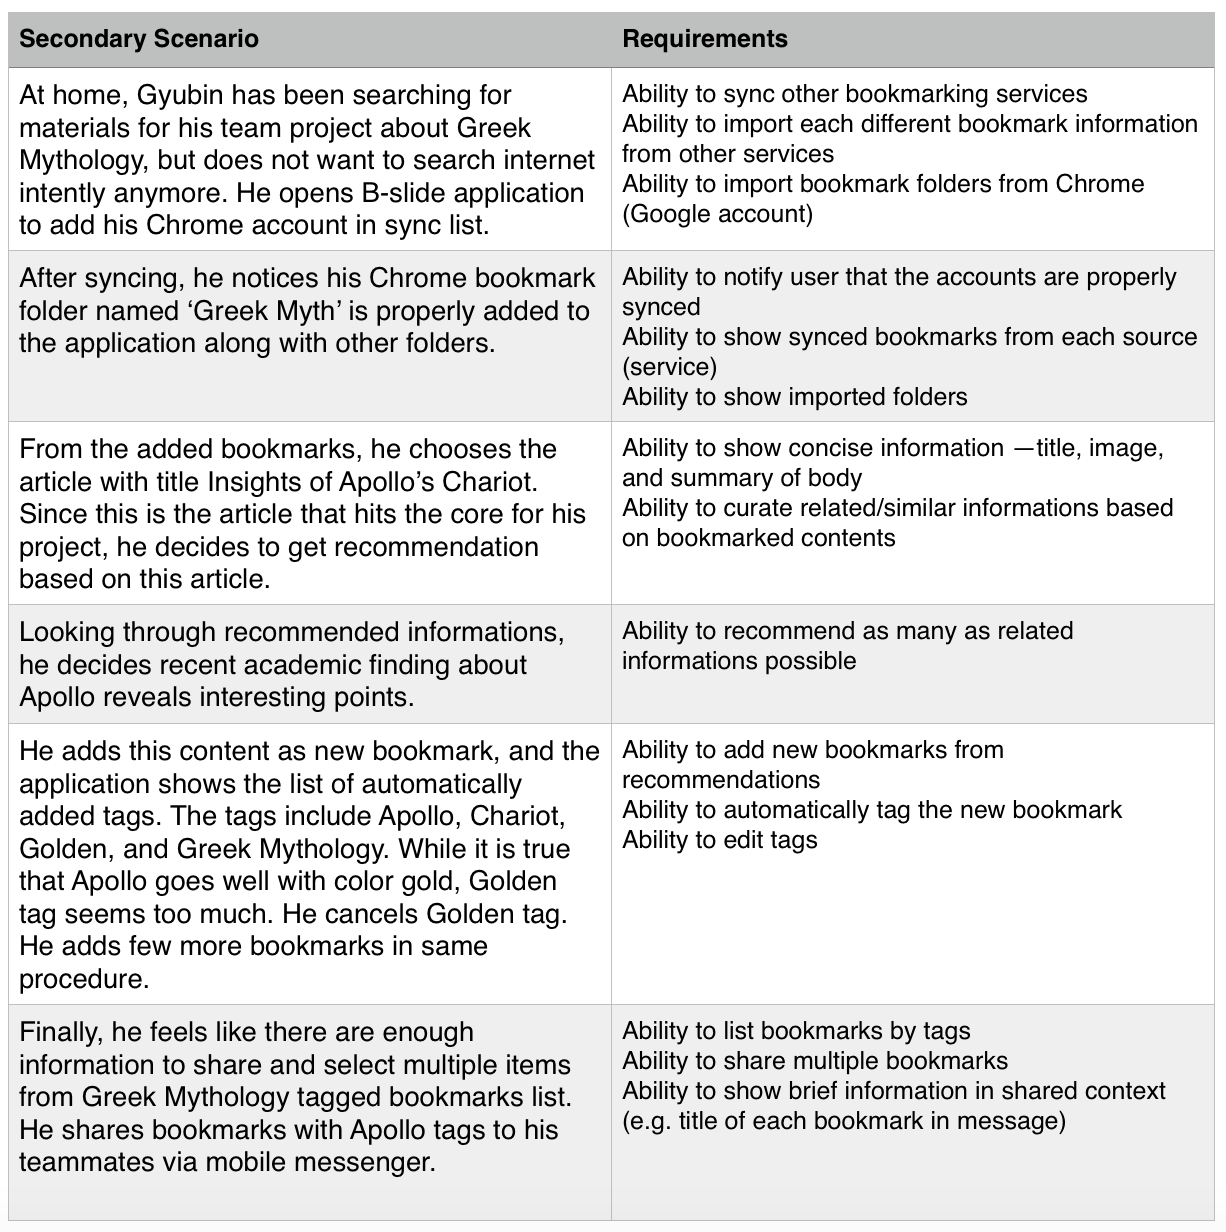 Secondary Scenario
Requirements
At home, Gyubin has been searching for
materials for his team project about Greek
Mythology, but does not want to search internet
intently anymore. He opens B-slide application
to add his Chrome account in sync list.
Ability to sync other bookmarking services
Ability to import each different bookmark information
from other services
Ability to import bookmark folders from Chrome
(Google account)
After syncing, he notices his Chrome bookmark
folder named ‘Greek Myth’ is properly added to
the application along with other folders.
Ability to notify user that the accounts are properly
synced
Ability to show synced bookmarks from each source
(service)
Ability to show imported folders
From the added bookmarks, he chooses the
article with title Insights of Apollo’s Chariot.
Since this is the article that hits the core for his
project, he decides to get recommendation
based on this article.
Ability to show concise information —title, image,
and summary of body
Ability to curate related/similar informations based
on bookmarked contents
Looking through recommended informations,
he decides recent academic finding about
Apollo reveals interesting points.
Ability to recommend as many as related
informations possible
He adds this content as new bookmark, and the
application shows the list of automatically
added tags. The tags include Apollo, Chariot,
Golden, and Greek Mythology. While it is true
that Apollo goes well with color gold, Golden
tag seems too much. He cancels Golden tag.
He adds few more bookmarks in same
procedure.
Ability to add new bookmarks from
recommendations
Ability to automatically tag the new bookmark
Ability to edit tags
Finally, he feels like there are enough
information to share and select multiple items
from Greek Mythology tagged bookmarks list.
He shares bookmarks with Apollo tags to his
teammates via mobile messenger.
Ability to list bookmarks by tags
Ability to share multiple bookmarks
Ability to show brief information in shared context
(e.g. title of each bookmark in message)